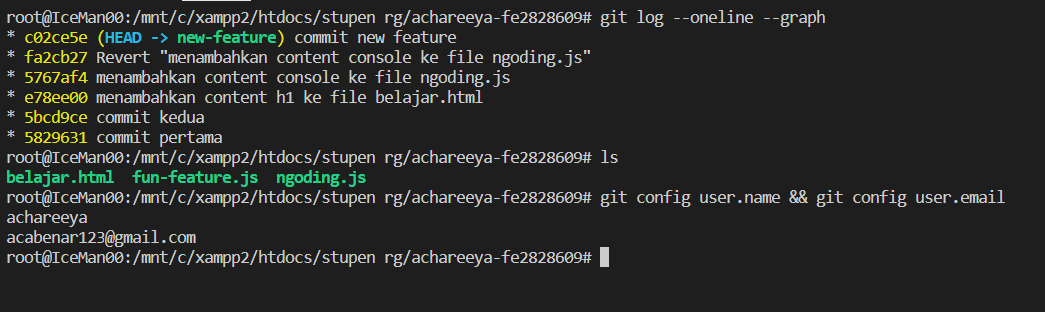 root@IceMan00:/mnt/c/xampp2/htdocs/stupen rg/achareeya-fe2828609# git log --oneline --graph
* c02ce5e (HEAD -> new-feature) commit new feature
* fa2cb27 Revert "menambahkan content console ke file ngoding.js"
* 5767af4 menambahkan content console ke file ngoding.js
* e78ee00 menambahkan content h1 ke file belajar.html
* 5bcd9ce commit kedua
* 5829631 commit pertama
root@IceMan00:/mnt/c/xampp2/htdocs/stupen rg/achareeya-fe2828609# ls
belajar.html  fun-feature.js  ngoding.js
root@IceMan00:/mnt/c/xampp2/htdocs/stupen rg/achareeya-fe2828609# git config user.name && git config user.email
achareeya
acabenar123@gmail.com
root@IceMan00:/mnt/c/xampp2/htdocs/stupen rg/achareeya-fe2828609#